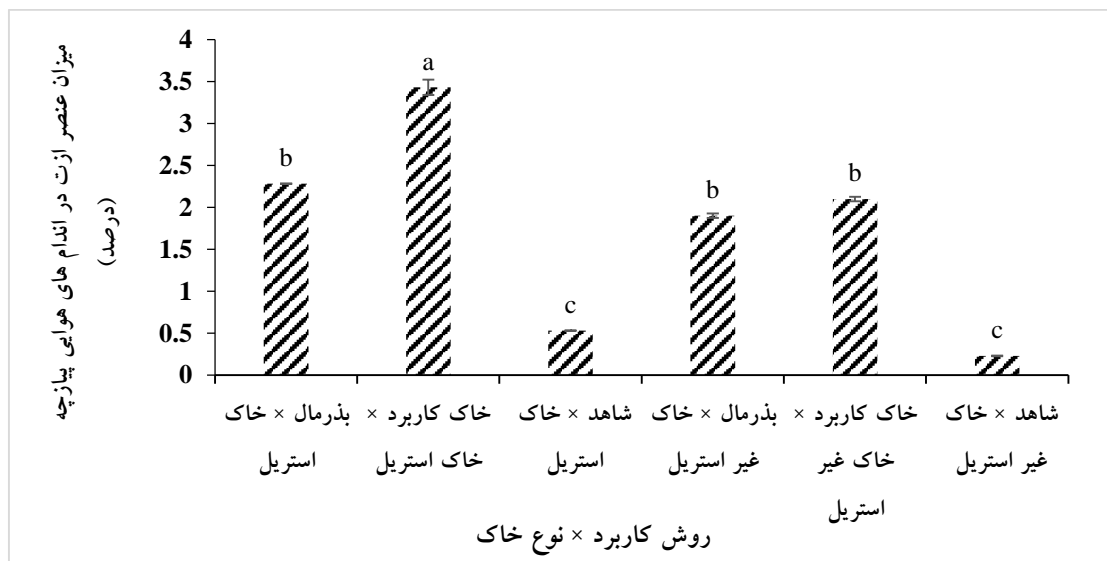 میزان عنصر ازت در اندام های هوایی پیازچه
(درصد)
4
3.5
3
2.5
2
1.5
1
0.5
0
b
a
c
b
b
c
بذرمال × خاک
استریل
خاک کاربرد ×
خاک استریل
شاهد × خاک
استریل
بذرمال × خاک
غیر استریل
خاک کاربرد ×
خاک غیر
استریل
شاهد × خاک
غیر استریل
روش کاربرد × نوع خاک